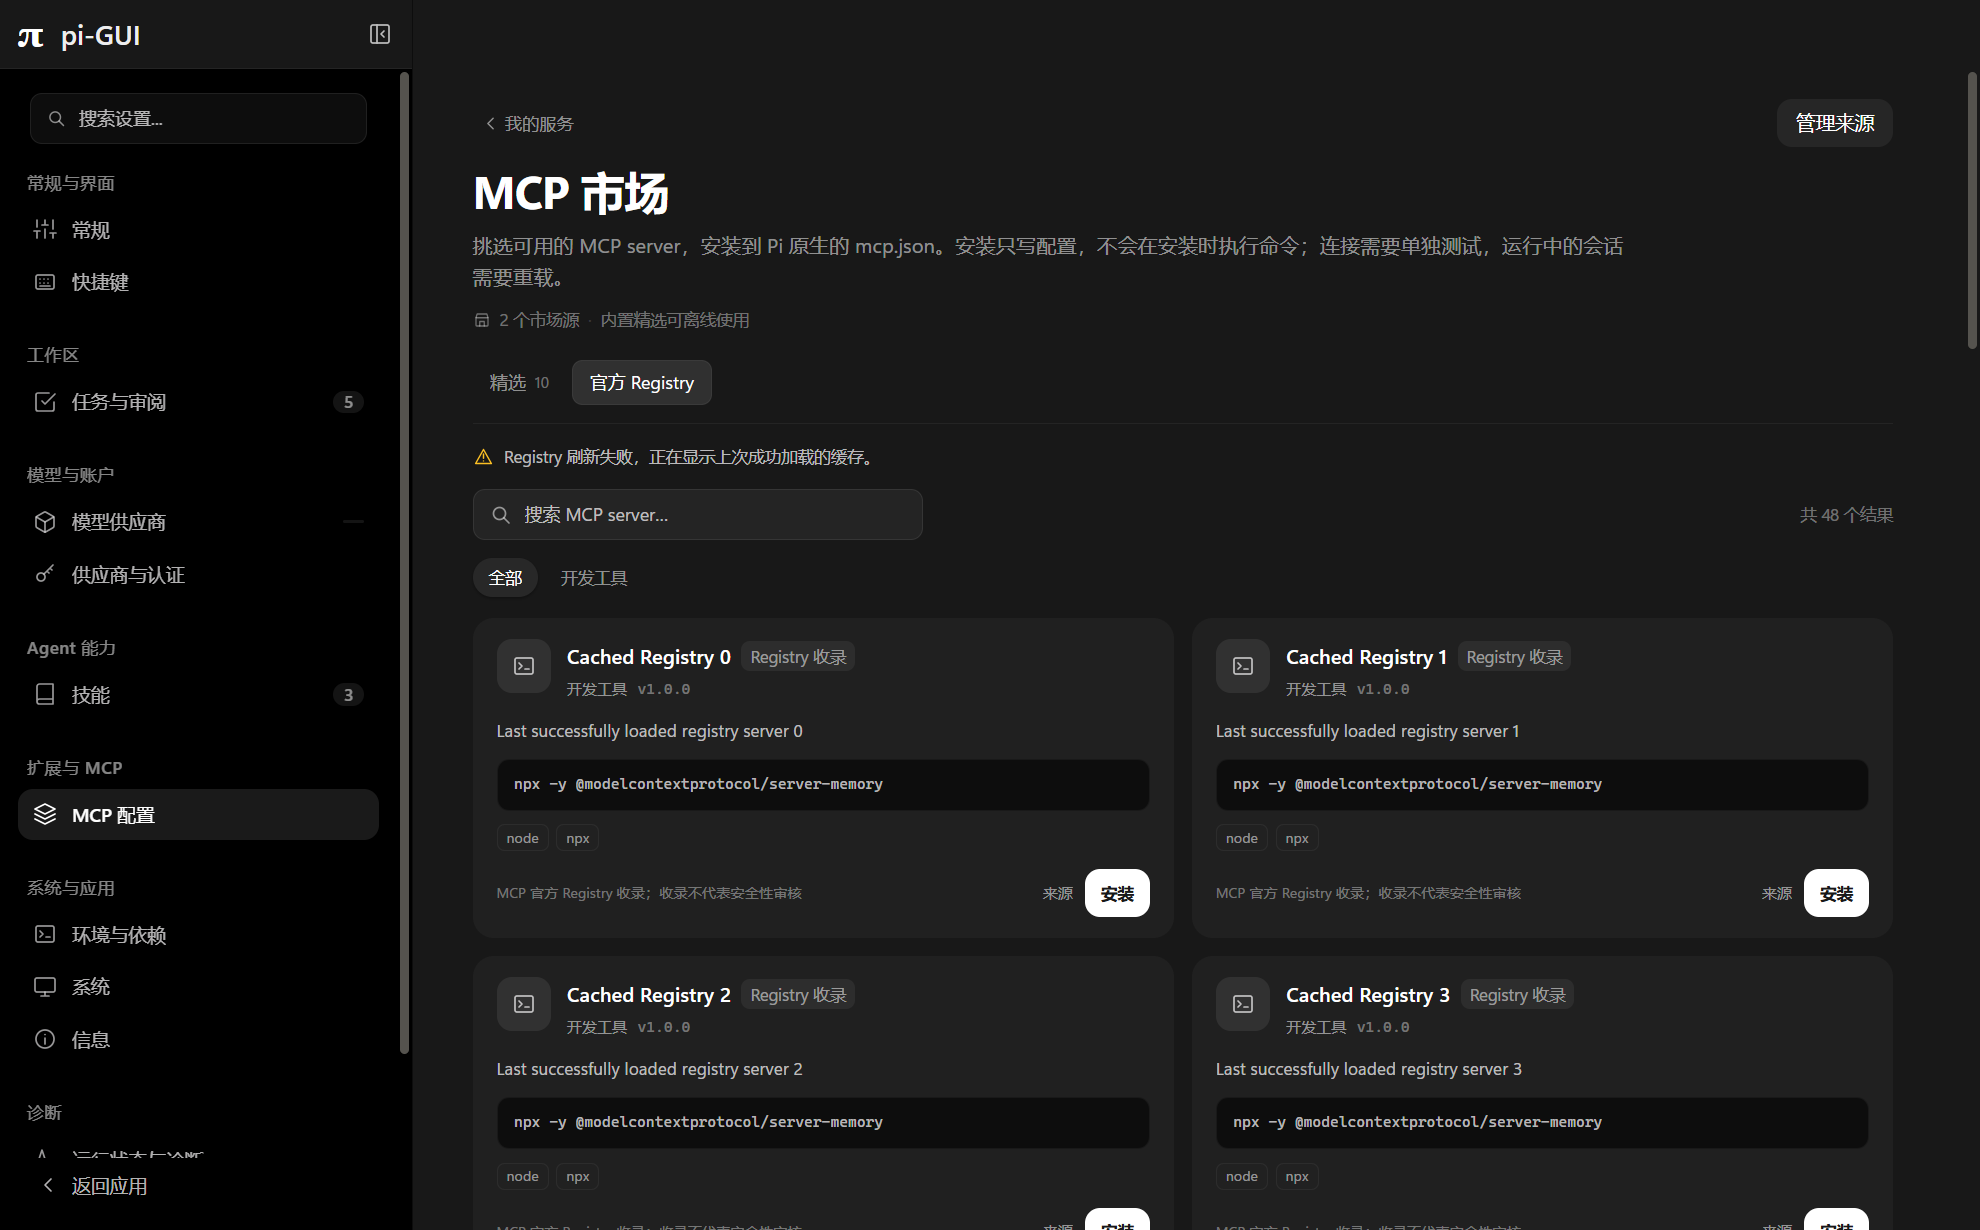 π pi-GUI
搜索设置...
常规与界面
常规
快捷键
工作区
任务与审阅 5
模型与账户
模型供应商
供应商与认证
Agent 能力
技能 3
扩展与 MCP
MCP 配置
系统与应用
环境与依赖
系统
信息
诊断
返回应用
我的服务
管理来源
MCP 市场
挑选可用的 MCP server，安装到 Pi 原生的 mcp.json。安装只写配置，不会在安装时执行命令；连接需要单独测试，运行中的会话
需要重载。
2 个市场源 · 内置精选可离线使用
精选 10 官方 Registry
Registry 刷新失败，正在显示上次成功加载的缓存。
搜索 MCP server...
共 48 个结果
全部 开发工具
Cached Registry 0 Registry 收录
开发工具 v1.0.0
Last successfully loaded registry server 0
npx -y @modelcontextprotocol/server-memory
node npx
MCP 官方 Registry 收录；收录不代表安全性审核 来源 安装
Cached Registry 1 Registry 收录
开发工具 v1.0.0
Last successfully loaded registry server 1
npx -y @modelcontextprotocol/server-memory
node npx
MCP 官方 Registry 收录；收录不代表安全性审核 来源 安装
Cached Registry 2 Registry 收录
开发工具 v1.0.0
Last successfully loaded registry server 2
npx -y @modelcontextprotocol/server-memory
node npx
Cached Registry 3 Registry 收录
开发工具 v1.0.0
Last successfully loaded registry server 3
npx -y @modelcontextprotocol/server-memory
node npx